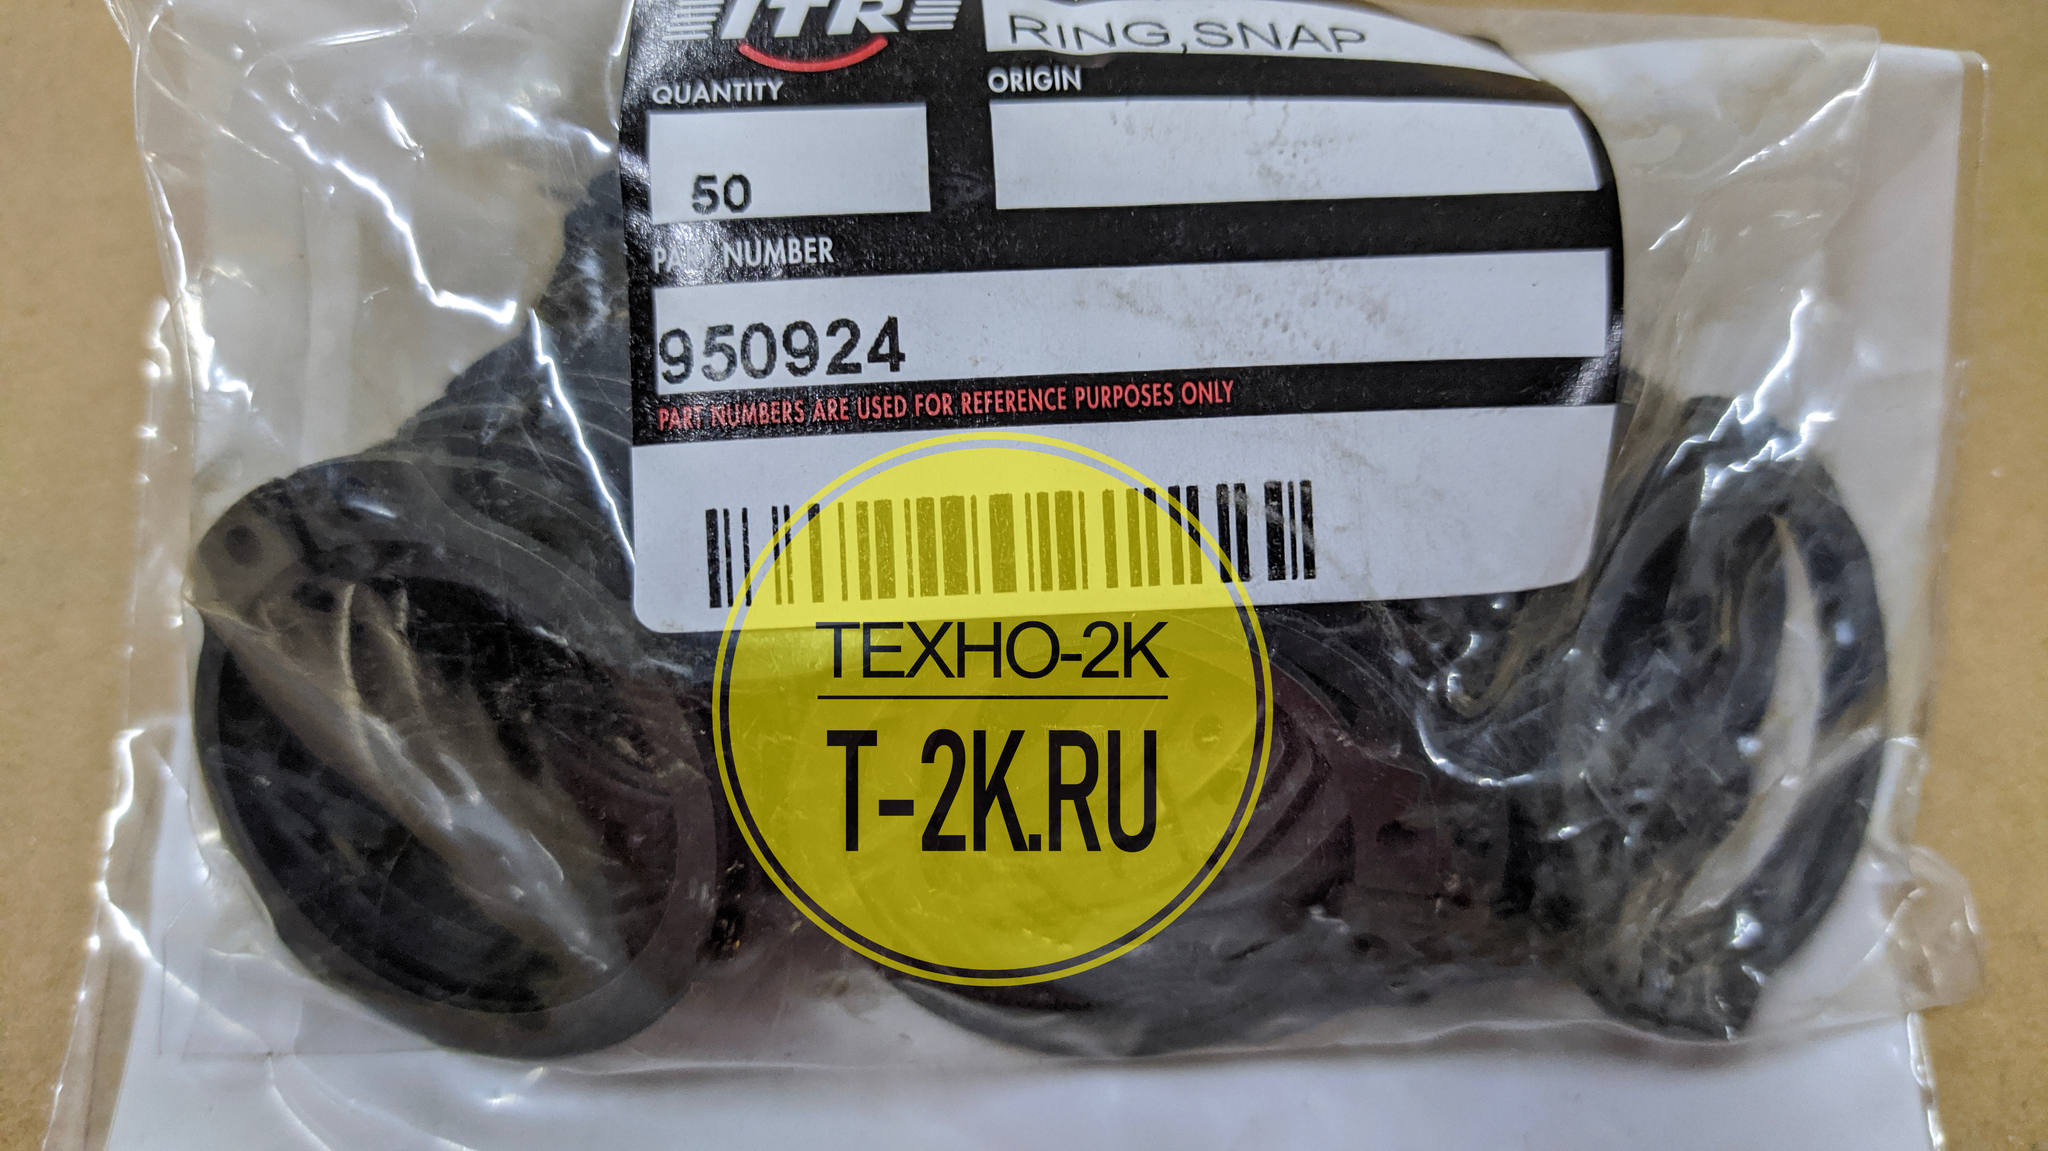 ITR
RING,SNAP
QUANTITY
ORIGIN
50
PART NUMBER
950924
PART NUMBERS ARE USED FOR REFERENCE PURPOSES ONLY
ТЕХНО-2К
T-2K.RU